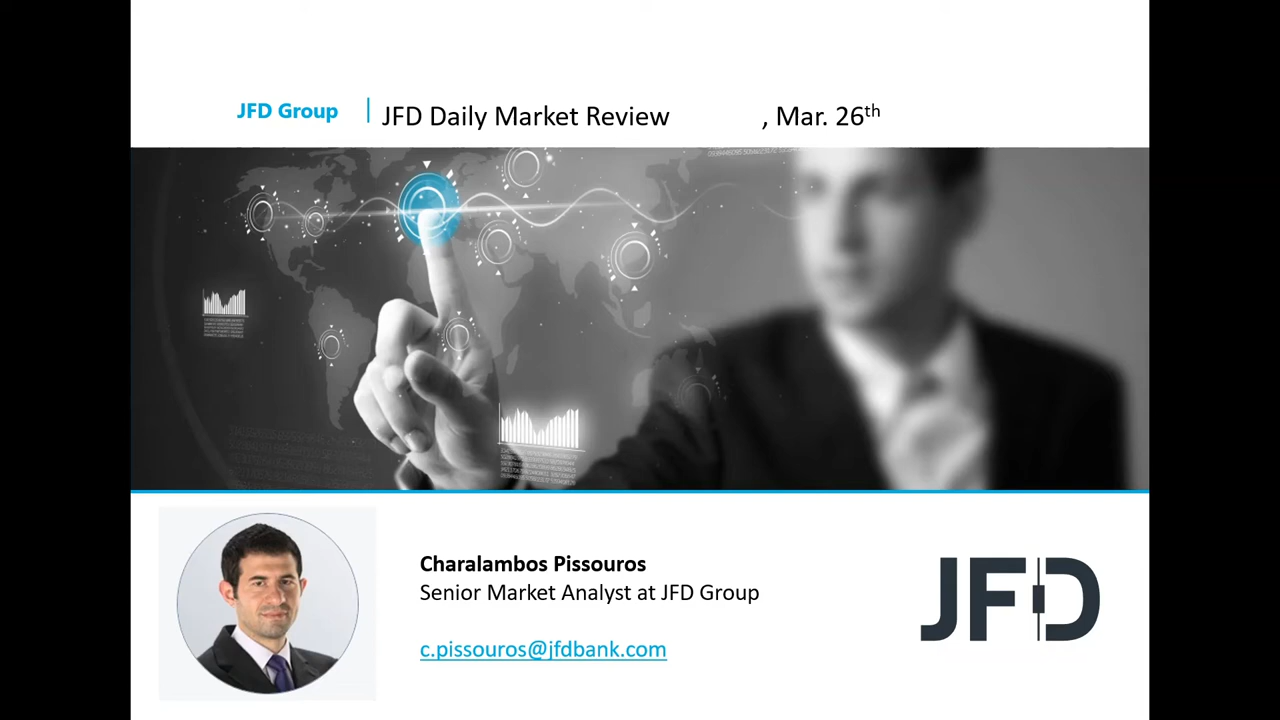 JFD Group
JFD Daily Market Review , Mar. 26th
Charalambos Pissouros
Senior Market Analyst at JFD Group
c.pissouros@jfdbank.com
JFD